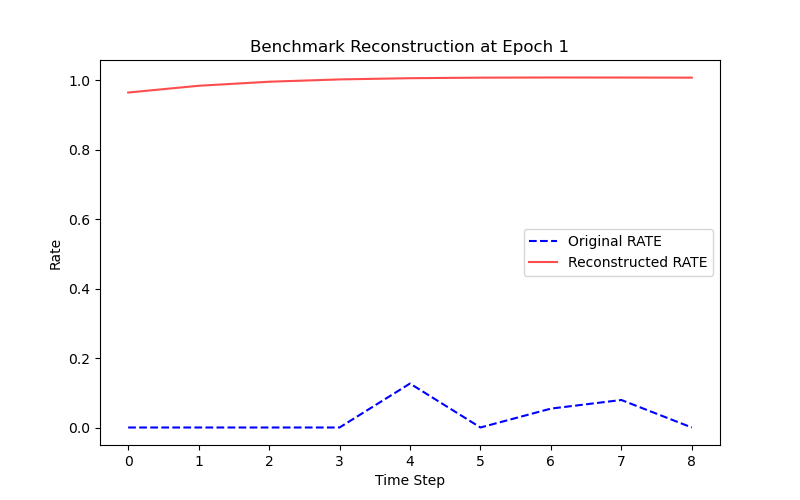 Benchmark Reconstruction at Epoch 1
1.0
0.8
0.6
0.4
0.2
0.0
Rate
Original RATE
Reconstructed RATE
0 1 2 3 4 5 6 7 8
Time Step